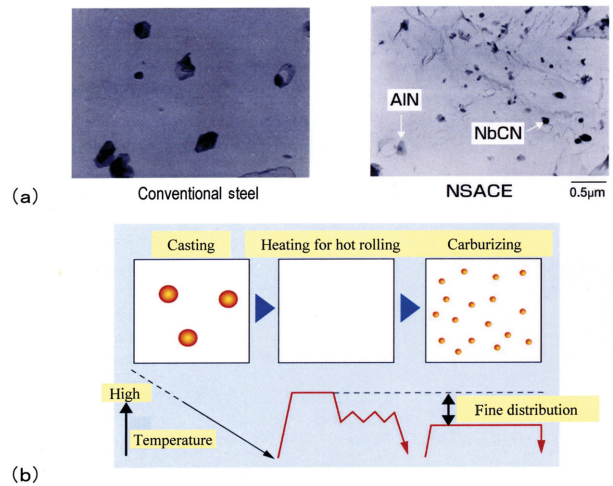 AlN
NbCN
(a)
Conventional steel
NSACE
0.5μm
Casting
Heating for hot rolling
Carburizing
High
Temperature
Fine distribution
(b)